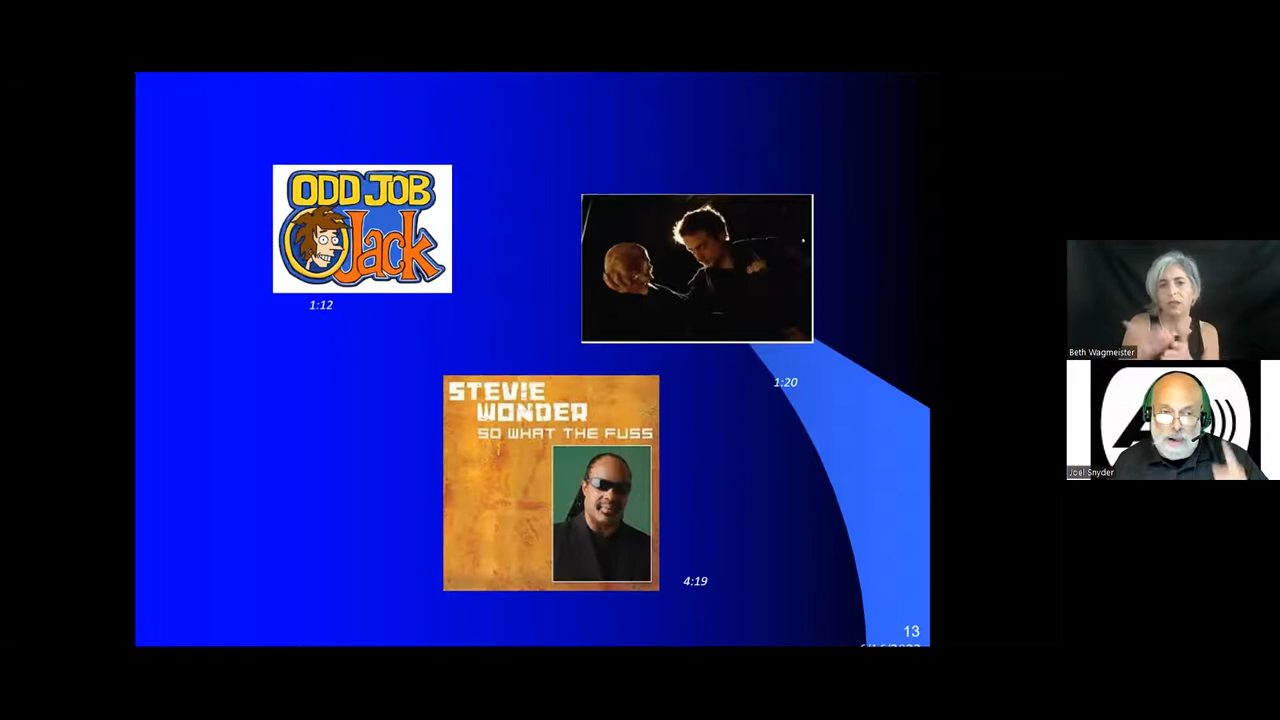 ODD JOB
Jack
1:12
1:20
STEVIE
WONDER
SO WHAT THE FUSS
4:19
13
Beth Wagmeister
Joel Snyder